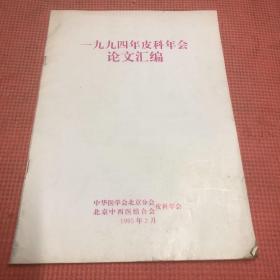 一九九四年皮科年会
论文汇编
中华医学会北京分会
北京中西医结合会
皮科年会
1995年2月